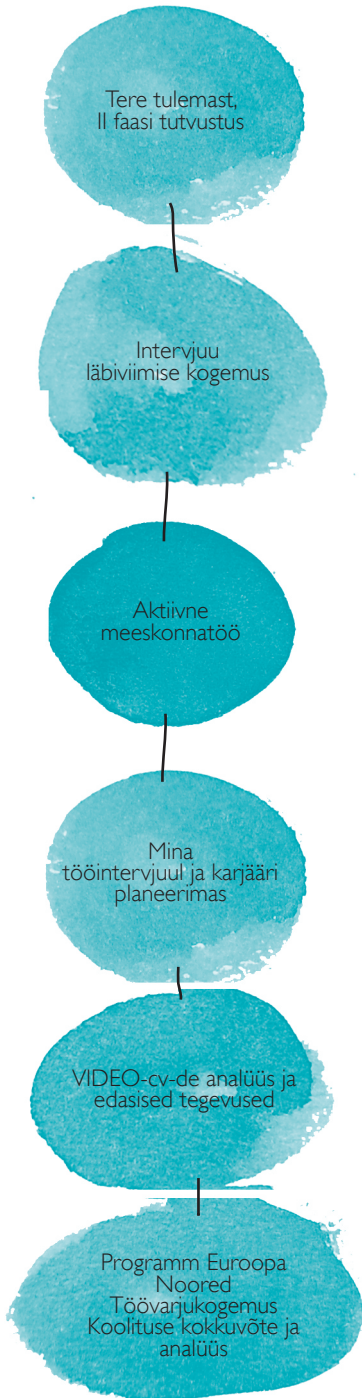 Tere tulemast,
II faasi tutvustus
Intervjuu
läbiviimise kogemus
Aktiivne
meeskonnatöö
Mina
tööintervjuul ja karjääri
planeerimas
VIDEO-cv-de analüüs ja
edasised tegevused
Programm Euroopa
Noored
Töövarjukogemus
Koolituse kokkuvõte ja
analüüs